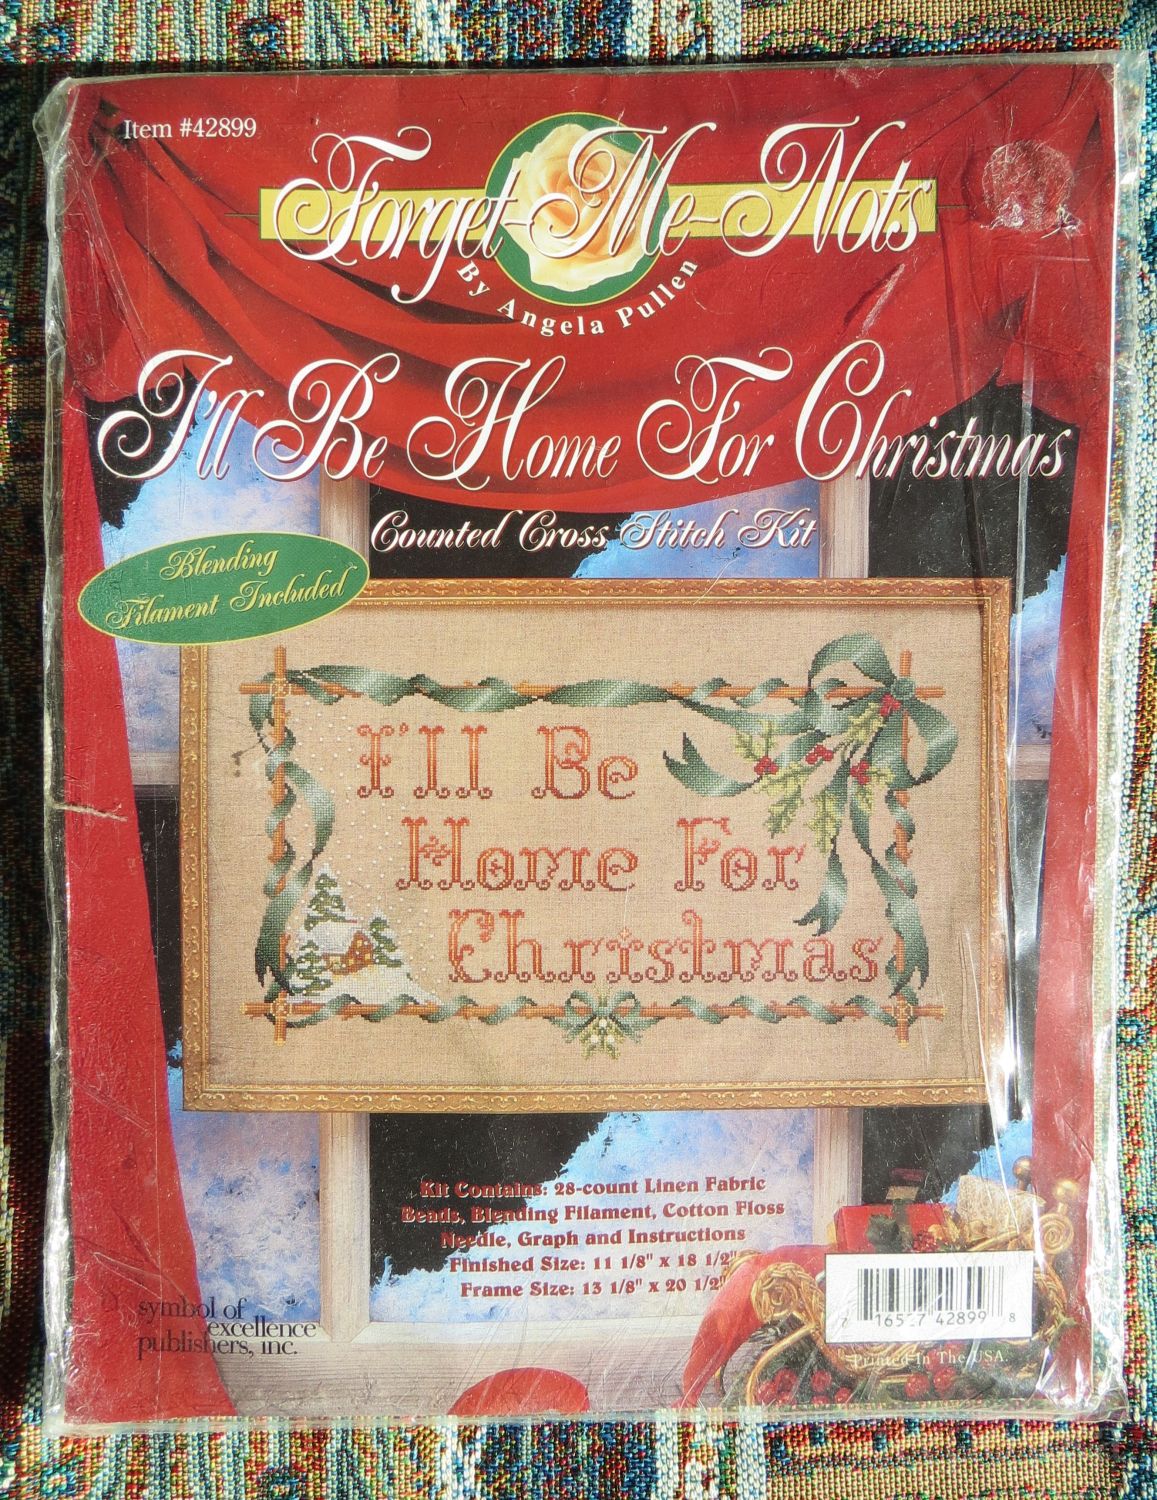 Item #42899
Forget-Me-Nots
By Angela Pullen
I'll Be Home For Christmas
Counted Cross Stitch Kit
Blending
Filament Included
I'll Be
Home For
Christmas
Kit Contains: 28-count Linen Fabric
Beads, Blending Filament, Cotton Floss
Needle, Graph and Instructions
Finished Size: 11 1/8" x 18 1/2"
Frame Size: 13 1/8" x 20 1/2"
symbol of
excellence
publishers, inc.
42899 8
Printed In The USA.